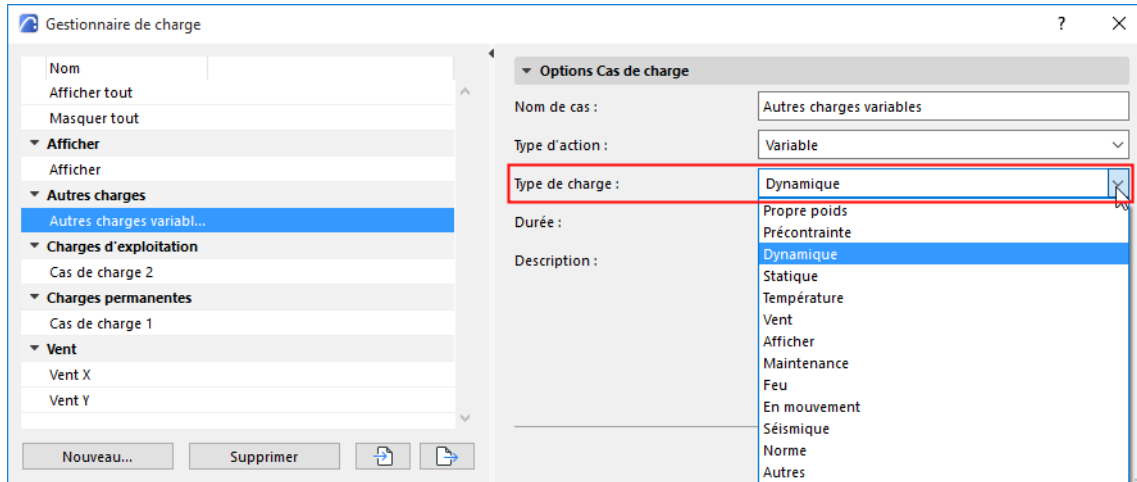 Gestionnaire de charge
?
Nom
Afficher tout
Masquer tout
Afficher
Afficher
Autres charges
Autres charges variabl...
Charges d'exploitation
Cas de charge 2
Charges permanentes
Cas de charge 1
Vent
Vent X
Vent Y
Nouveau...
Supprimer
Options Cas de charge
Nom de cas :
Autres charges variables
Type d'action :
Variable
Type de charge :
Dynamique
Durée :
Description :
Propre poids
Précontrainte
Dynamique
Statique
Température
Vent
Afficher
Maintenance
Feu
En mouvement
Séismique
Norme
Autres